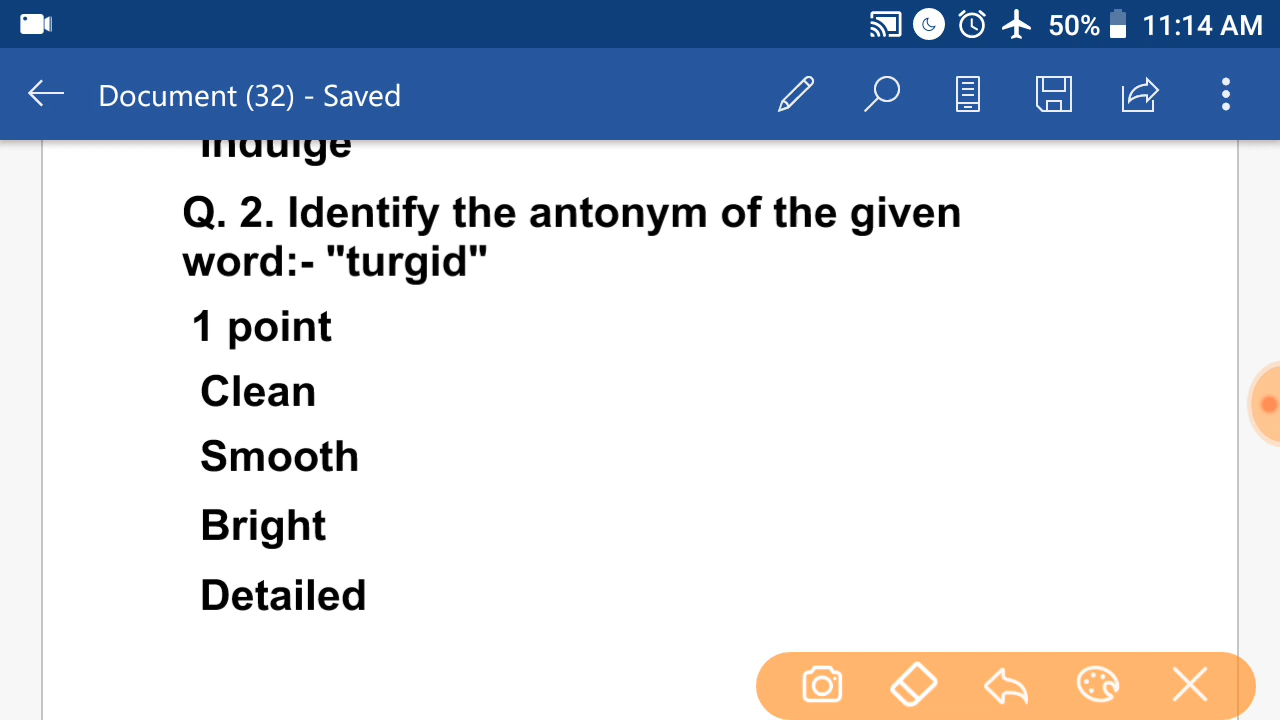 50% 11:14 AM
Document (32) - Saved
Indulge
Q. 2. Identify the antonym of the given
word:- "turgid"
1 point
Clean
Smooth
Bright
Detailed